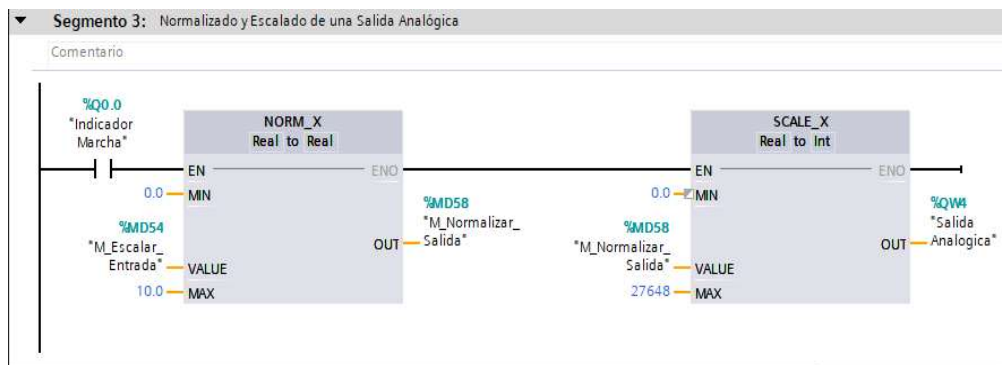 Segmento 3: Normalizado y Escalado de una Salida Analógica
Comentario
%Q0.0
"Indicador
Marcha"
NORM_X
Real to Real
EN
ENO
0.0
MIN
%MD54
"M_Escalar_
Entrada"
VALUE
10.0
MAX
%MD58
"M_Normalizar_
Salida"
OUT
SCALE_X
Real to Int
EN
ENO
0.0
MIN
%MD58
"M_Normalizar_
Salida"
VALUE
27648
MAX
%QW4
"Salida
Analogica"
OUT